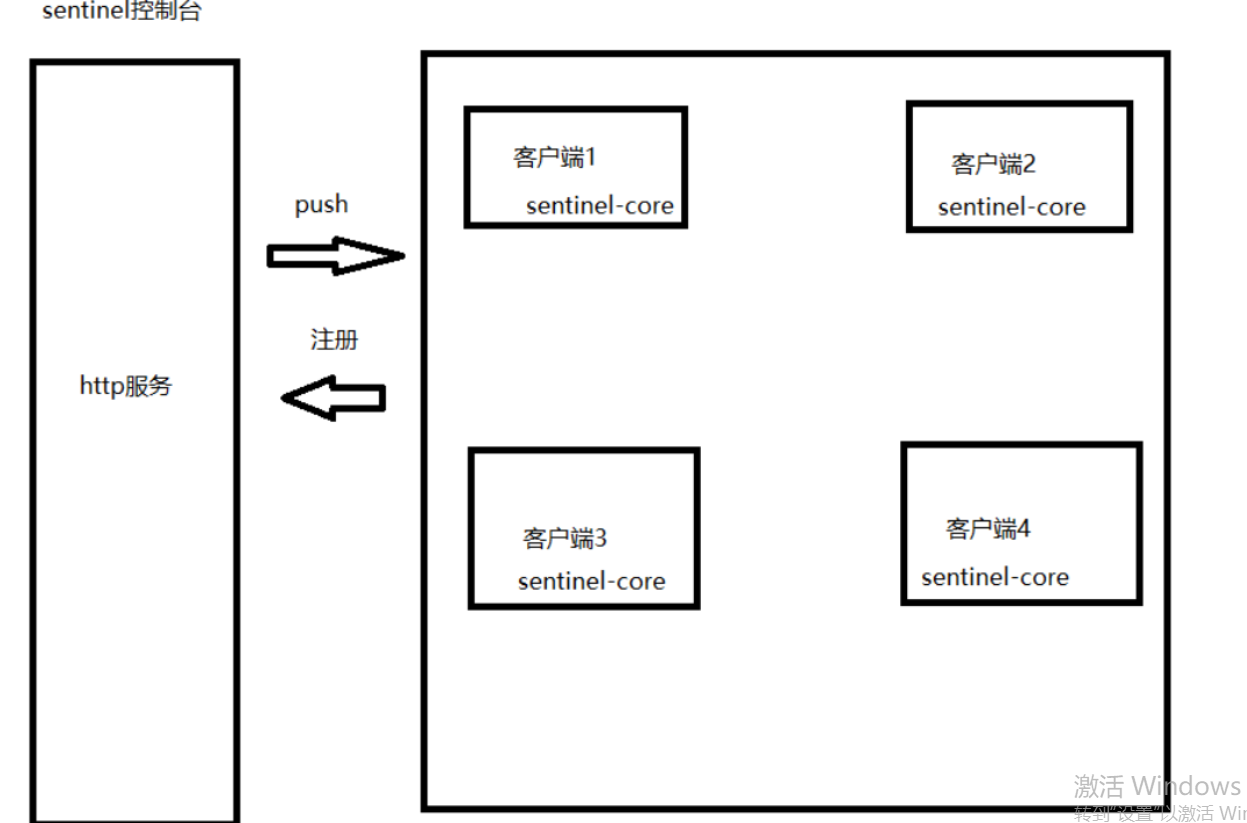 sentinel控制台
客户端1
sentinel-core
客户端2
sentinel-core
push
注册
http服务
客户端3
sentinel-core
客户端4
sentinel-core
激活 Windows
转到"设置"以激活 Win